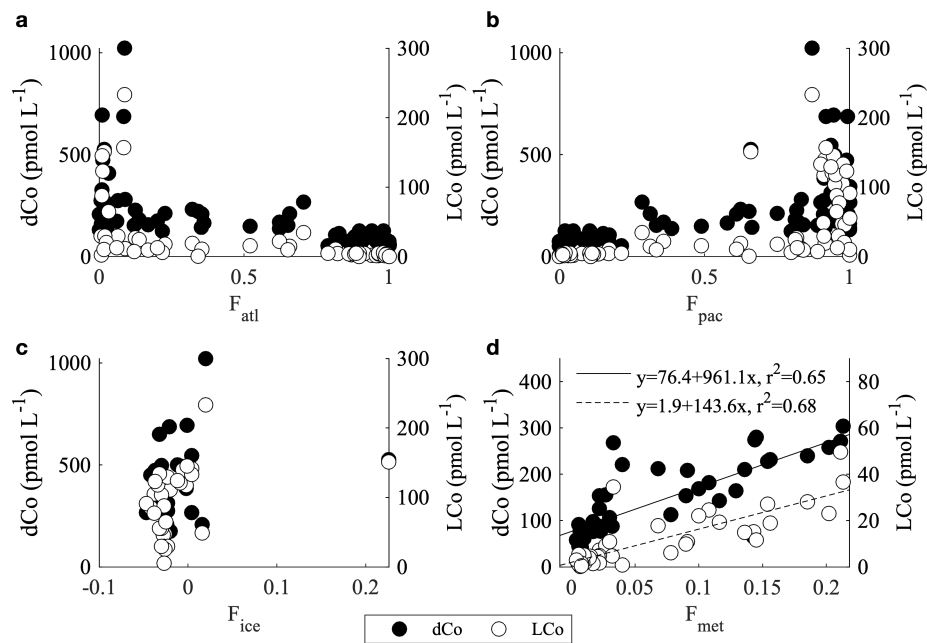 a
1000
500
0
dCo (pmol L⁻¹)
300
200
100
0
LCo (pmol L⁻¹)
0
0.5
1
F_atl
b
1000
500
0
dCo (pmol L⁻¹)
300
200
100
0
LCo (pmol L⁻¹)
0
0.5
1
F_pac
c
1000
500
0
dCo (pmol L⁻¹)
300
200
100
0
LCo (pmol L⁻¹)
-0.1
0
0.1
0.2
F_ice
d
y=76.4+961.1x, r²=0.65
y=1.9+143.6x, r²=0.68
400
300
200
100
0
dCo (pmol L⁻¹)
80
60
40
20
0
LCo (pmol L⁻¹)
0
0.05
0.1
0.15
0.2
F_met
dCo LCo